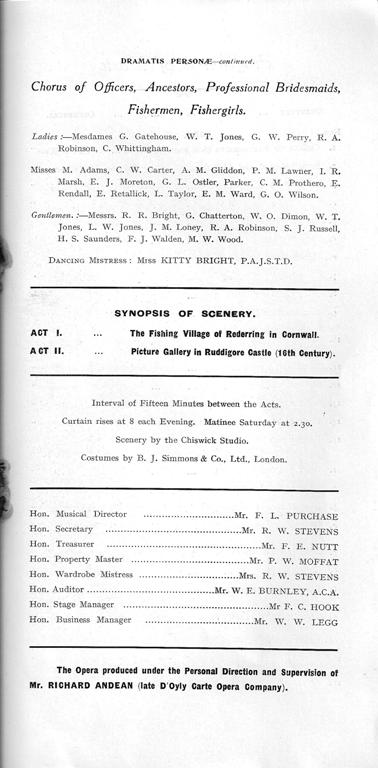 DRAMATIS PERSONÆ—continued.
Chorus of Officers, Ancestors, Professional Bridesmaids,
Fishermen, Fishergirls.
Ladies :—Mesdames G. Gatehouse, W. T. Jones, G. W. Perry, R. A.
Robinson, C. Whittingham.
Misses M. Adams, C. W. Carter, A. M. Gliddon, P. M. Lawner, I. R.
Marsh, E. J. Moreton, G. L. Ostler, Parker, C. M. Prothero, E.
Rendall, E. Retallick, L. Taylor, E. M. Ward, G. O. Wilson.
Gentlemen.:—Messrs. R. R. Bright, G. Chatterton, W. O. Dimon, W. T.
Jones, L. W. Jones, J. M. Loney, R. A. Robinson, S. J. Russell,
H. S. Saunders, F. J. Walden, M. W. Wood.
DANCING MISTRESS : MISS KITTY BRIGHT, P.A.J.S.T.D.
SYNOPSIS OF SCENERY.
ACT I. ... The Fishing Village of Rederring in Cornwall.
ACT II. ... Picture Gallery in Ruddigore Castle (16th Century).
Interval of Fifteen Minutes between the Acts.
Curtain rises at 8 each Evening. Matinee Saturday at 2.30.
Scenery by the Chiswick Studio.
Costumes by B. J. Simmons & Co., Ltd., London.
Hon. Musical Director ..............................Mr. F. L. PURCHASE
Hon. Secretary ..............................................Mr. R. W. STEVENS
Hon. Treasurer ....................................................Mr. F. E. NUTT
Hon. Property Master ........................................Mr. P. W. MOFFAT
Hon. Wardrobe Mistress ..................................Mrs. R. W. STEVENS
Hon. Auditor ..........................................Mr. W. E. BURNLEY, A.C.A.
Hon. Stage Manager ................................................Mr F. C. HOOK
Hon. Business Manager ....................................Mr. W. W. LEGG
The Opera produced under the Personal Direction and Supervision of
Mr. RICHARD ANDEAN (late D'Oyly Carte Opera Company).